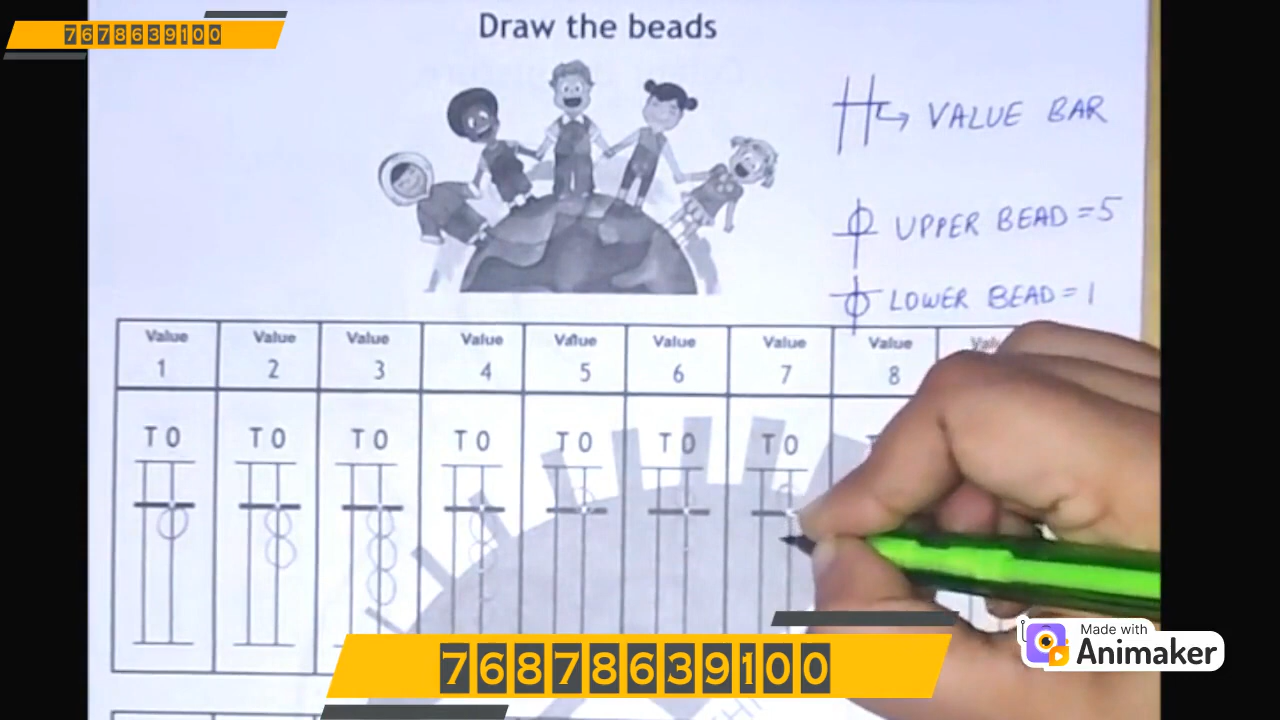 7678639100
Draw the beads
VALUE BAR
UPPER BEAD = 5
LOWER BEAD = 1
Value Value Value Value Value Value Value Value
1 2 3 4 5 6 7 8
T O T O T O T O T O T O T O T
76878639100
Made with
Animaker